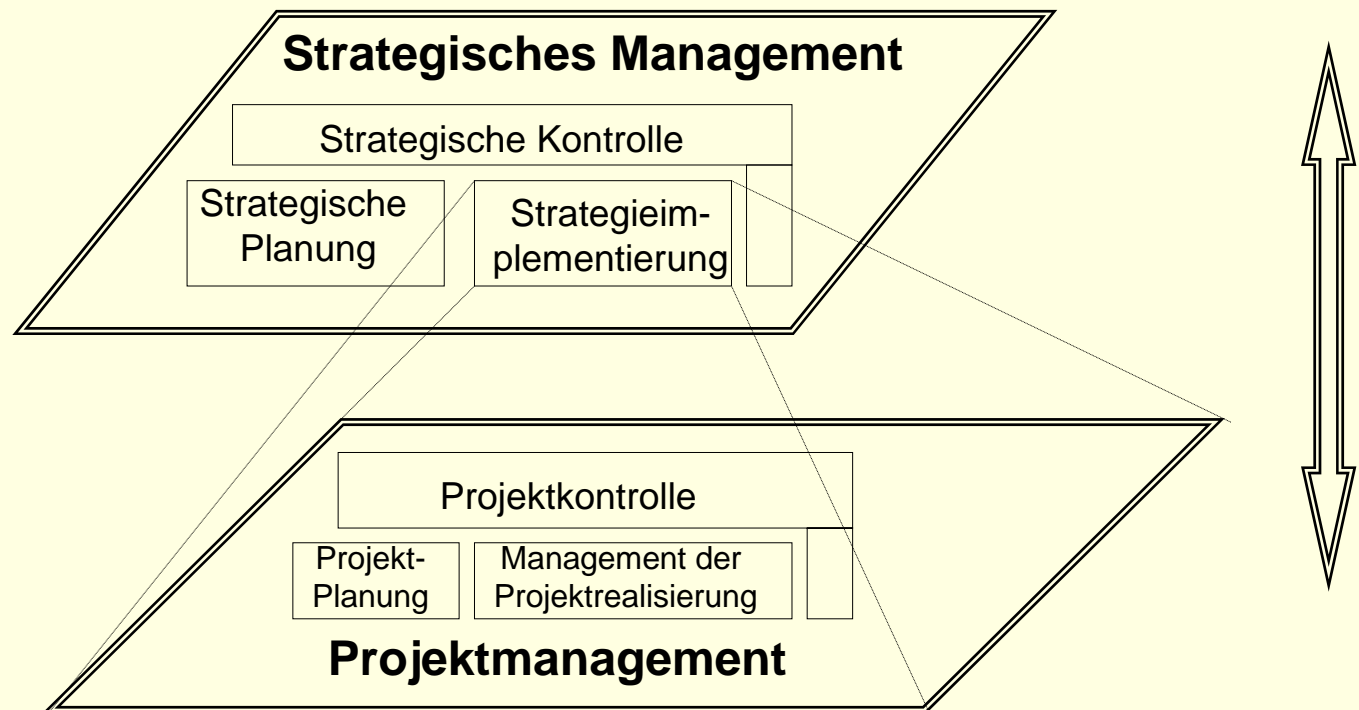 Strategisches Management
Strategische Kontrolle
Strategische
Planung
Strategieim-
plementierung
Projektkontrolle
Projekt-
Planung
Management der
Projektrealisierung
Projektmanagement